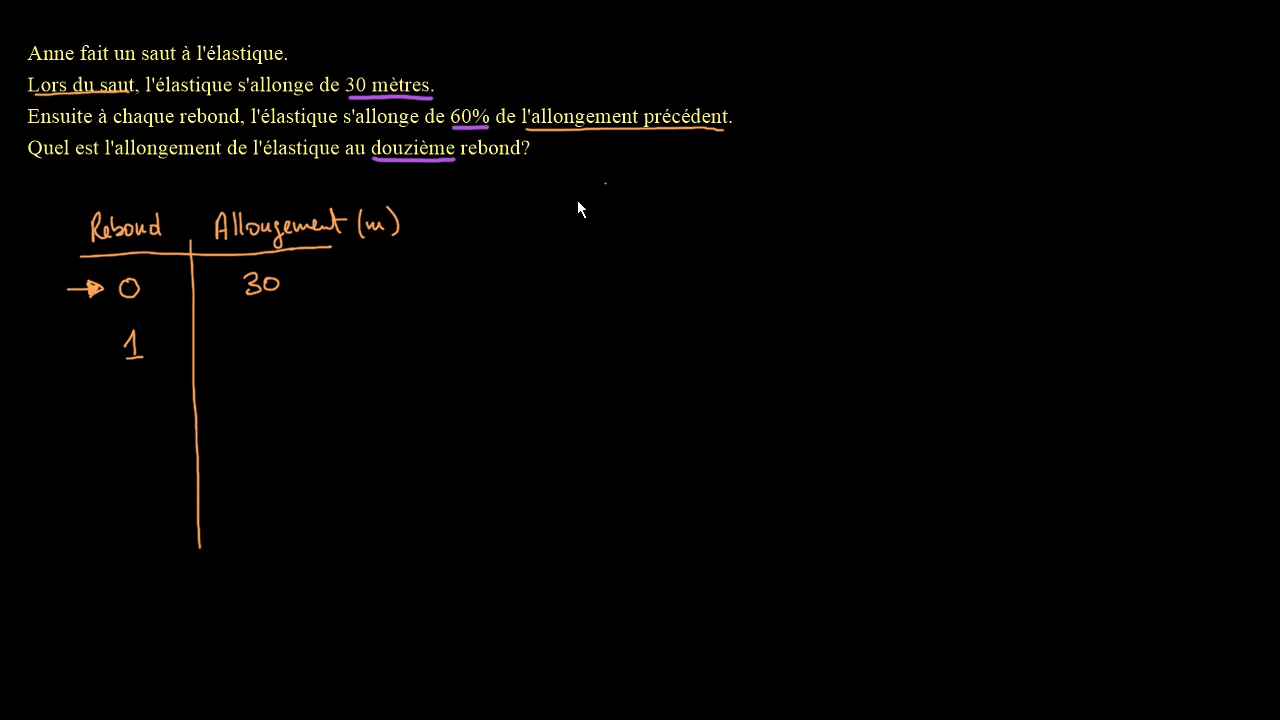 Anne fait un saut à l'élastique.
Lors du saut, l'élastique s'allonge de 30 mètres.
Ensuite à chaque rebond, l'élastique s'allonge de 60% de l'allongement précédent.
Quel est l'allongement de l'élastique au douzième rebond?
Rebond Allongement (m)
0 30
1